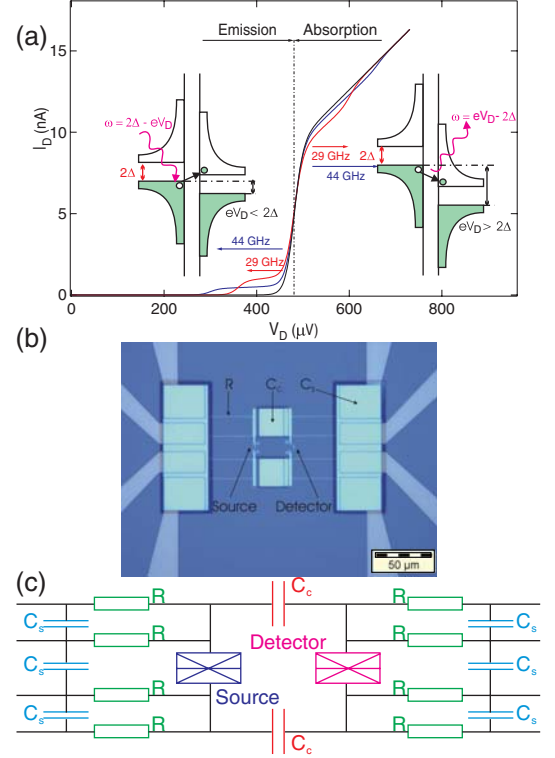 (a)
Emission
Absorption
15
10
5
0
I_D (nA)
0
200
400
600
800
V_D (μV)
ω = 2Δ - eV_D
2Δ
eV_D < 2Δ
44 GHz
29 GHz
29 GHz
44 GHz
ω = eV_D - 2Δ
2Δ
eV_D > 2Δ
(b)
R
C_c
C_s
Source
Detector
50 μm
(c)
R
C_c
R
C_s
C_s
R
Detector
R
C_s
C_s
R
Source
R
C_s
C_s
R
C_c
R